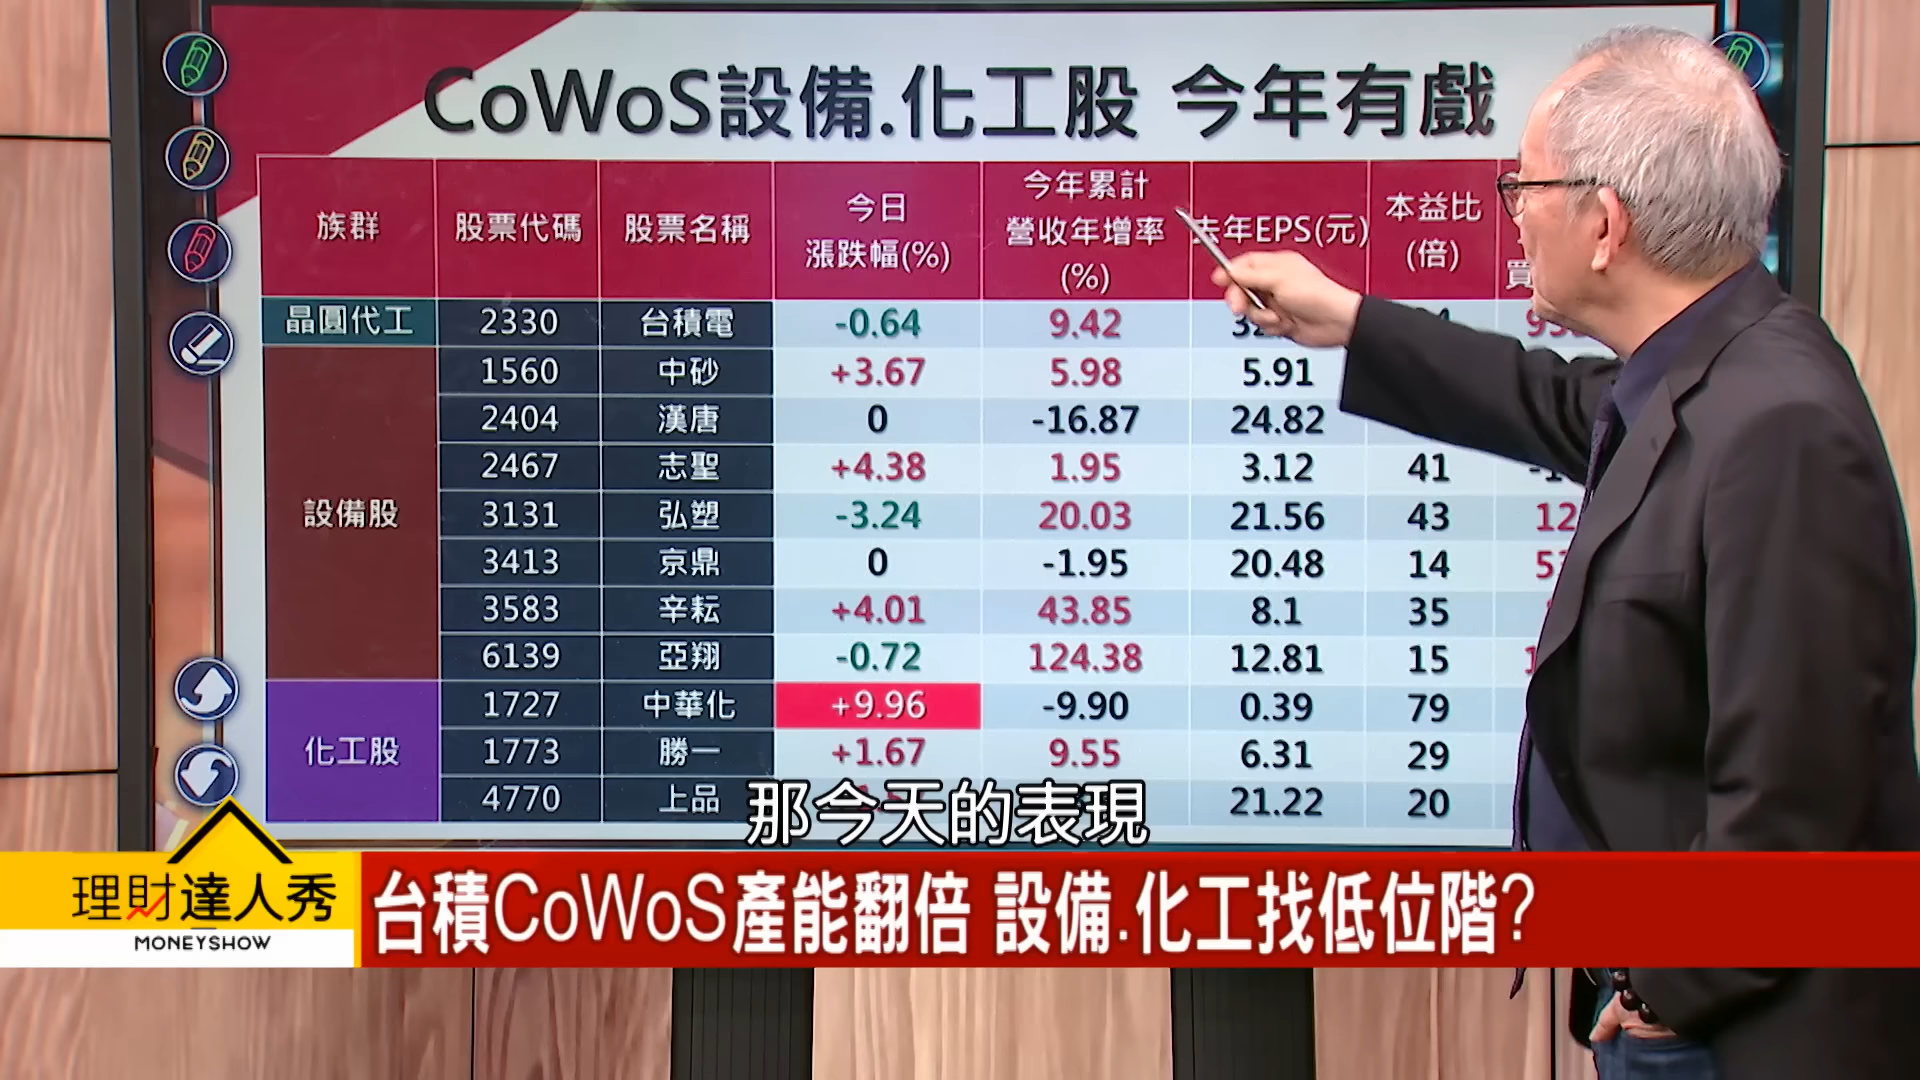 CoWoS設備.化工股 今年有戲
族群 股票代碼 股票名稱 今日漲跌幅(%) 今年累計營收年增率(%) 去年EPS(元) 本益比(倍) 買
晶圓代工 2330 台積電 -0.64 9.42
設備股
1560 中砂 +3.67 5.98 5.91
2404 漢唐 0 -16.87 24.82
2467 志聖 +4.38 1.95 3.12 41
3131 弘塑 -3.24 20.03 21.56 43
3413 京鼎 0 -1.95 20.48 14
3583 辛耘 +4.01 43.85 8.1 35
6139 亞翔 -0.72 124.38 12.81 15
化工股
1727 中華化 +9.96 -9.90 0.39 79
1773 勝一 +1.67 9.55 6.31 29
4770 上品 21.22 20
那今天的表現
理財達人秀
MONEYSHOW
台積CoWoS產能翻倍 設備.化工找低位階?